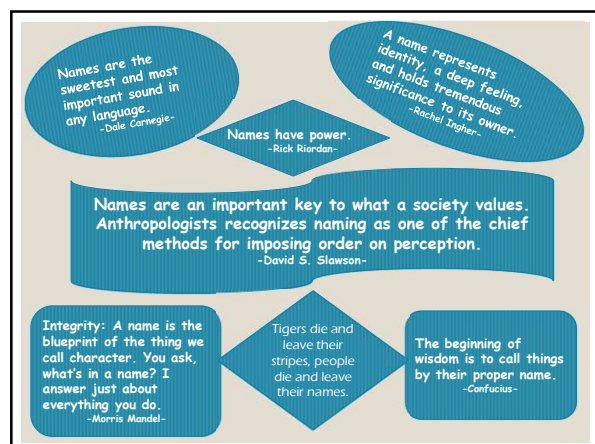 Names are the
sweetest and most
important sound in
any language.
-Dale Carnegie-
A name represents
identity, a deep feeling,
and holds tremendous
significance to its owner.
-Rachel Ingher-
Names have power.
-Rick Riordan-
Names are an important key to what a society values.
Anthropologists recognizes naming as one of the chief
methods for imposing order on perception.
-David S. Slawson-
Integrity: A name is the
blueprint of the thing we
call character. You ask,
what's in a name? I
answer just about
everything you do.
-Morris Mandel-
Tigers die and
leave their
stripes, people
die and leave
their names.
The beginning of
wisdom is to call things
by their proper name.
-Confucius-